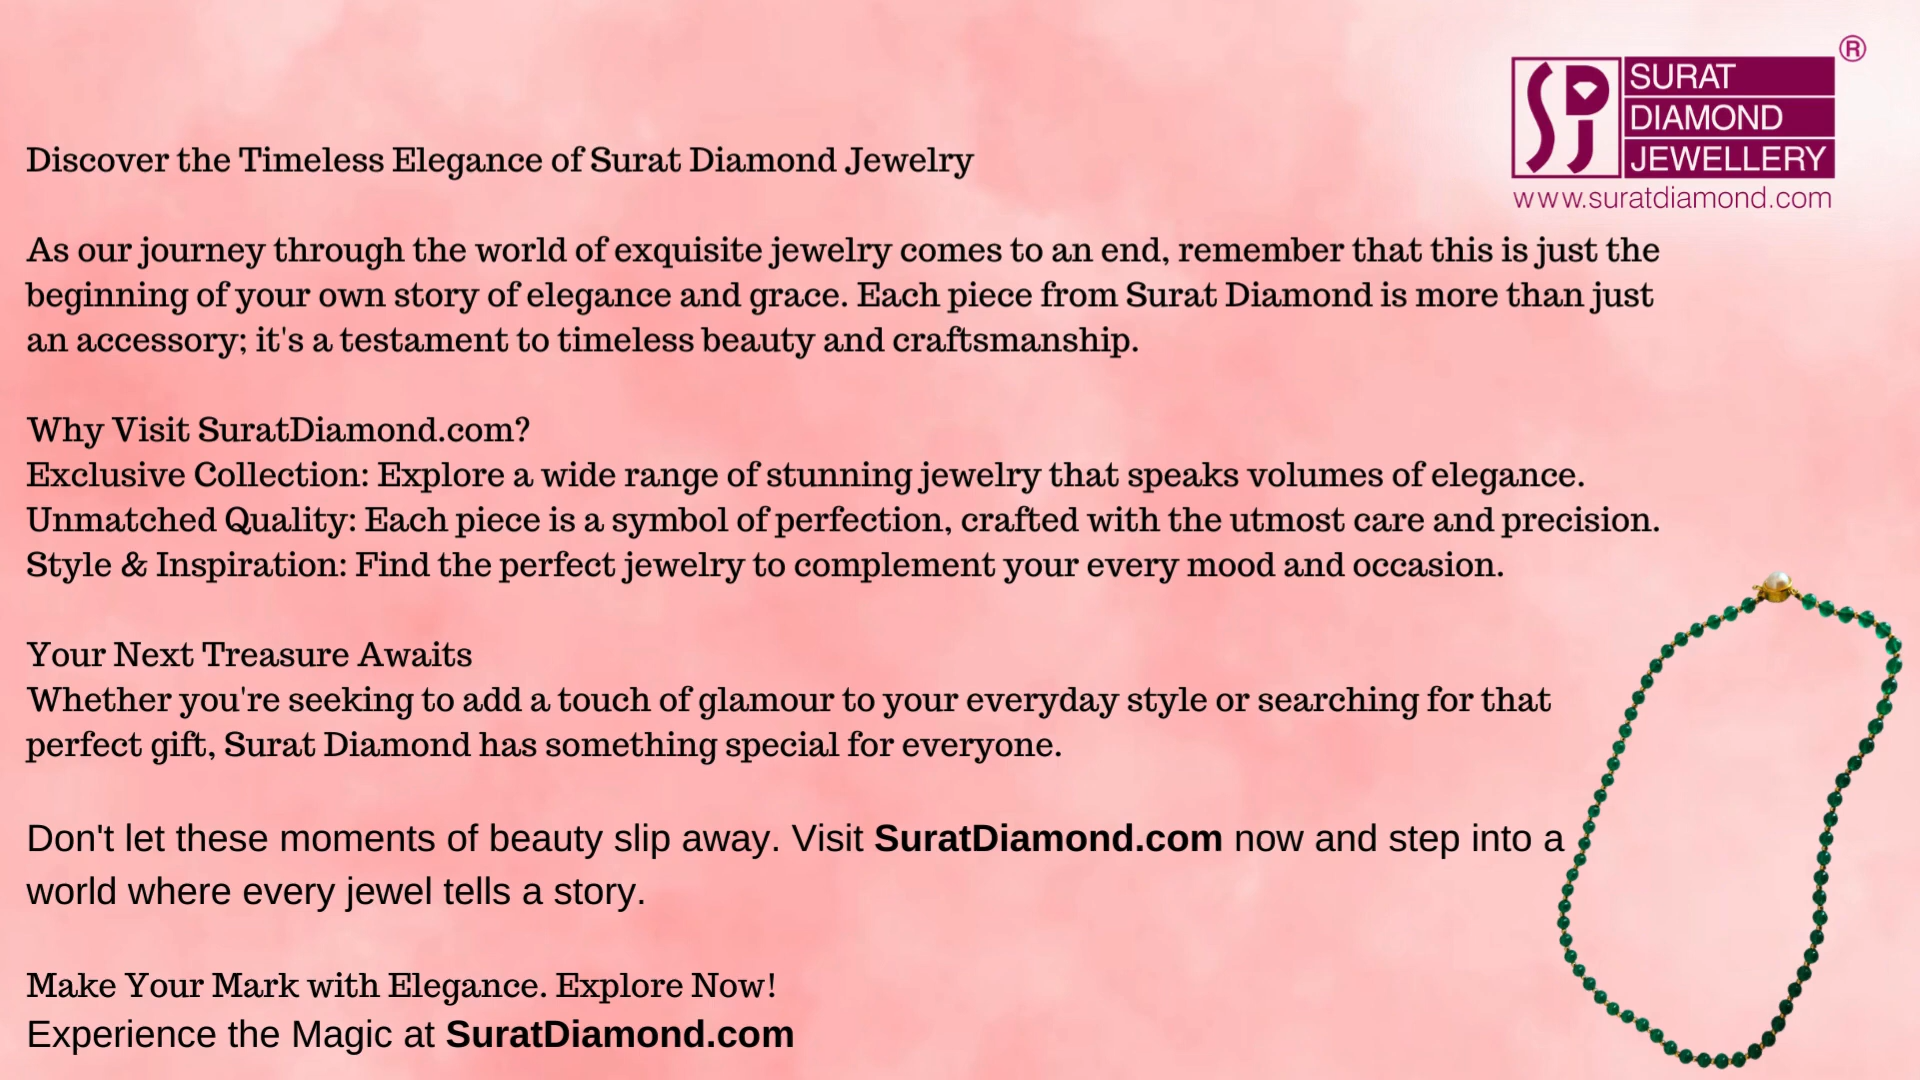 ®
SPJ
SURAT
DIAMOND
JEWELLERY
www.suratdiamond.com
Discover the Timeless Elegance of Surat Diamond Jewelry
As our journey through the world of exquisite jewelry comes to an end, remember that this is just the
beginning of your own story of elegance and grace. Each piece from Surat Diamond is more than just
an accessory; it's a testament to timeless beauty and craftsmanship.
Why Visit SuratDiamond.com?
Exclusive Collection: Explore a wide range of stunning jewelry that speaks volumes of elegance.
Unmatched Quality: Each piece is a symbol of perfection, crafted with the utmost care and precision.
Style & Inspiration: Find the perfect jewelry to complement your every mood and occasion.
Your Next Treasure Awaits
Whether you're seeking to add a touch of glamour to your everyday style or searching for that
perfect gift, Surat Diamond has something special for everyone.
Don't let these moments of beauty slip away. Visit SuratDiamond.com now and step into a
world where every jewel tells a story.
Make Your Mark with Elegance. Explore Now!
Experience the Magic at SuratDiamond.com